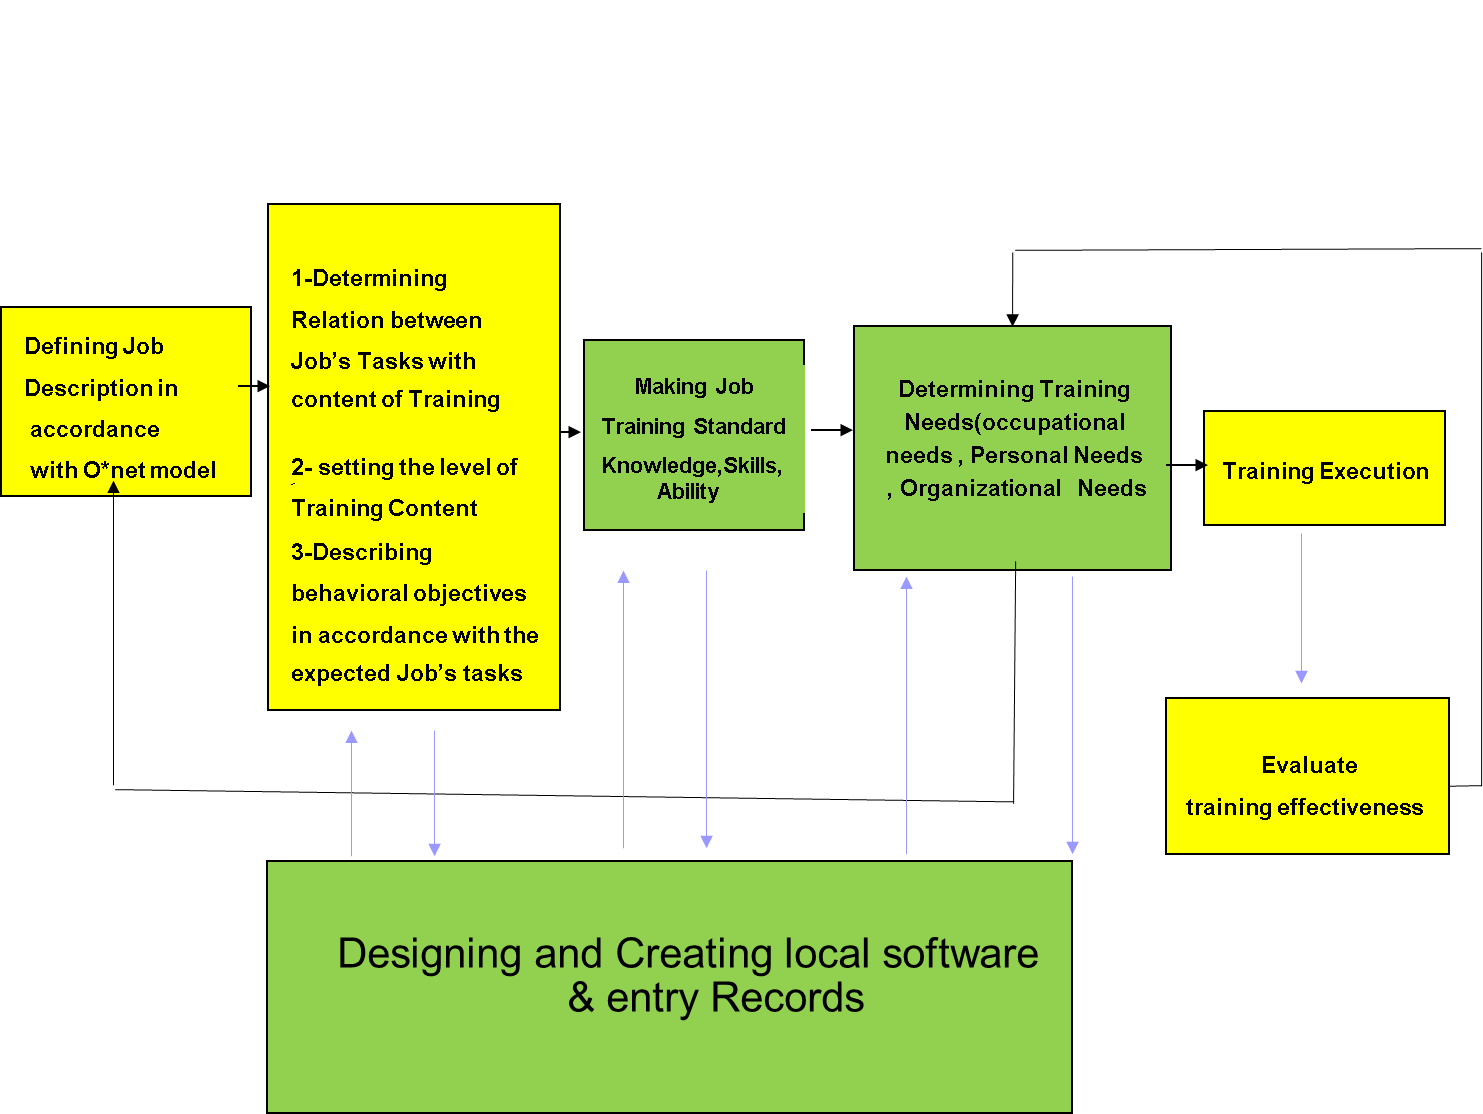 Defining Job
Description in
accordance
with O*net model
1-Determining
Relation between
Job’s Tasks with
content of Training
2- setting the level of
Training Content
3-Describing
behavioral objectives
in accordance with the
expected Job’s tasks
Making Job
Training Standard
Knowledge,Skills,
Ability
Determining Training
Needs(occupational
needs , Personal Needs
, Organizational Needs
Training Execution
Evaluate
training effectiveness
Designing and Creating local software
& entry Records